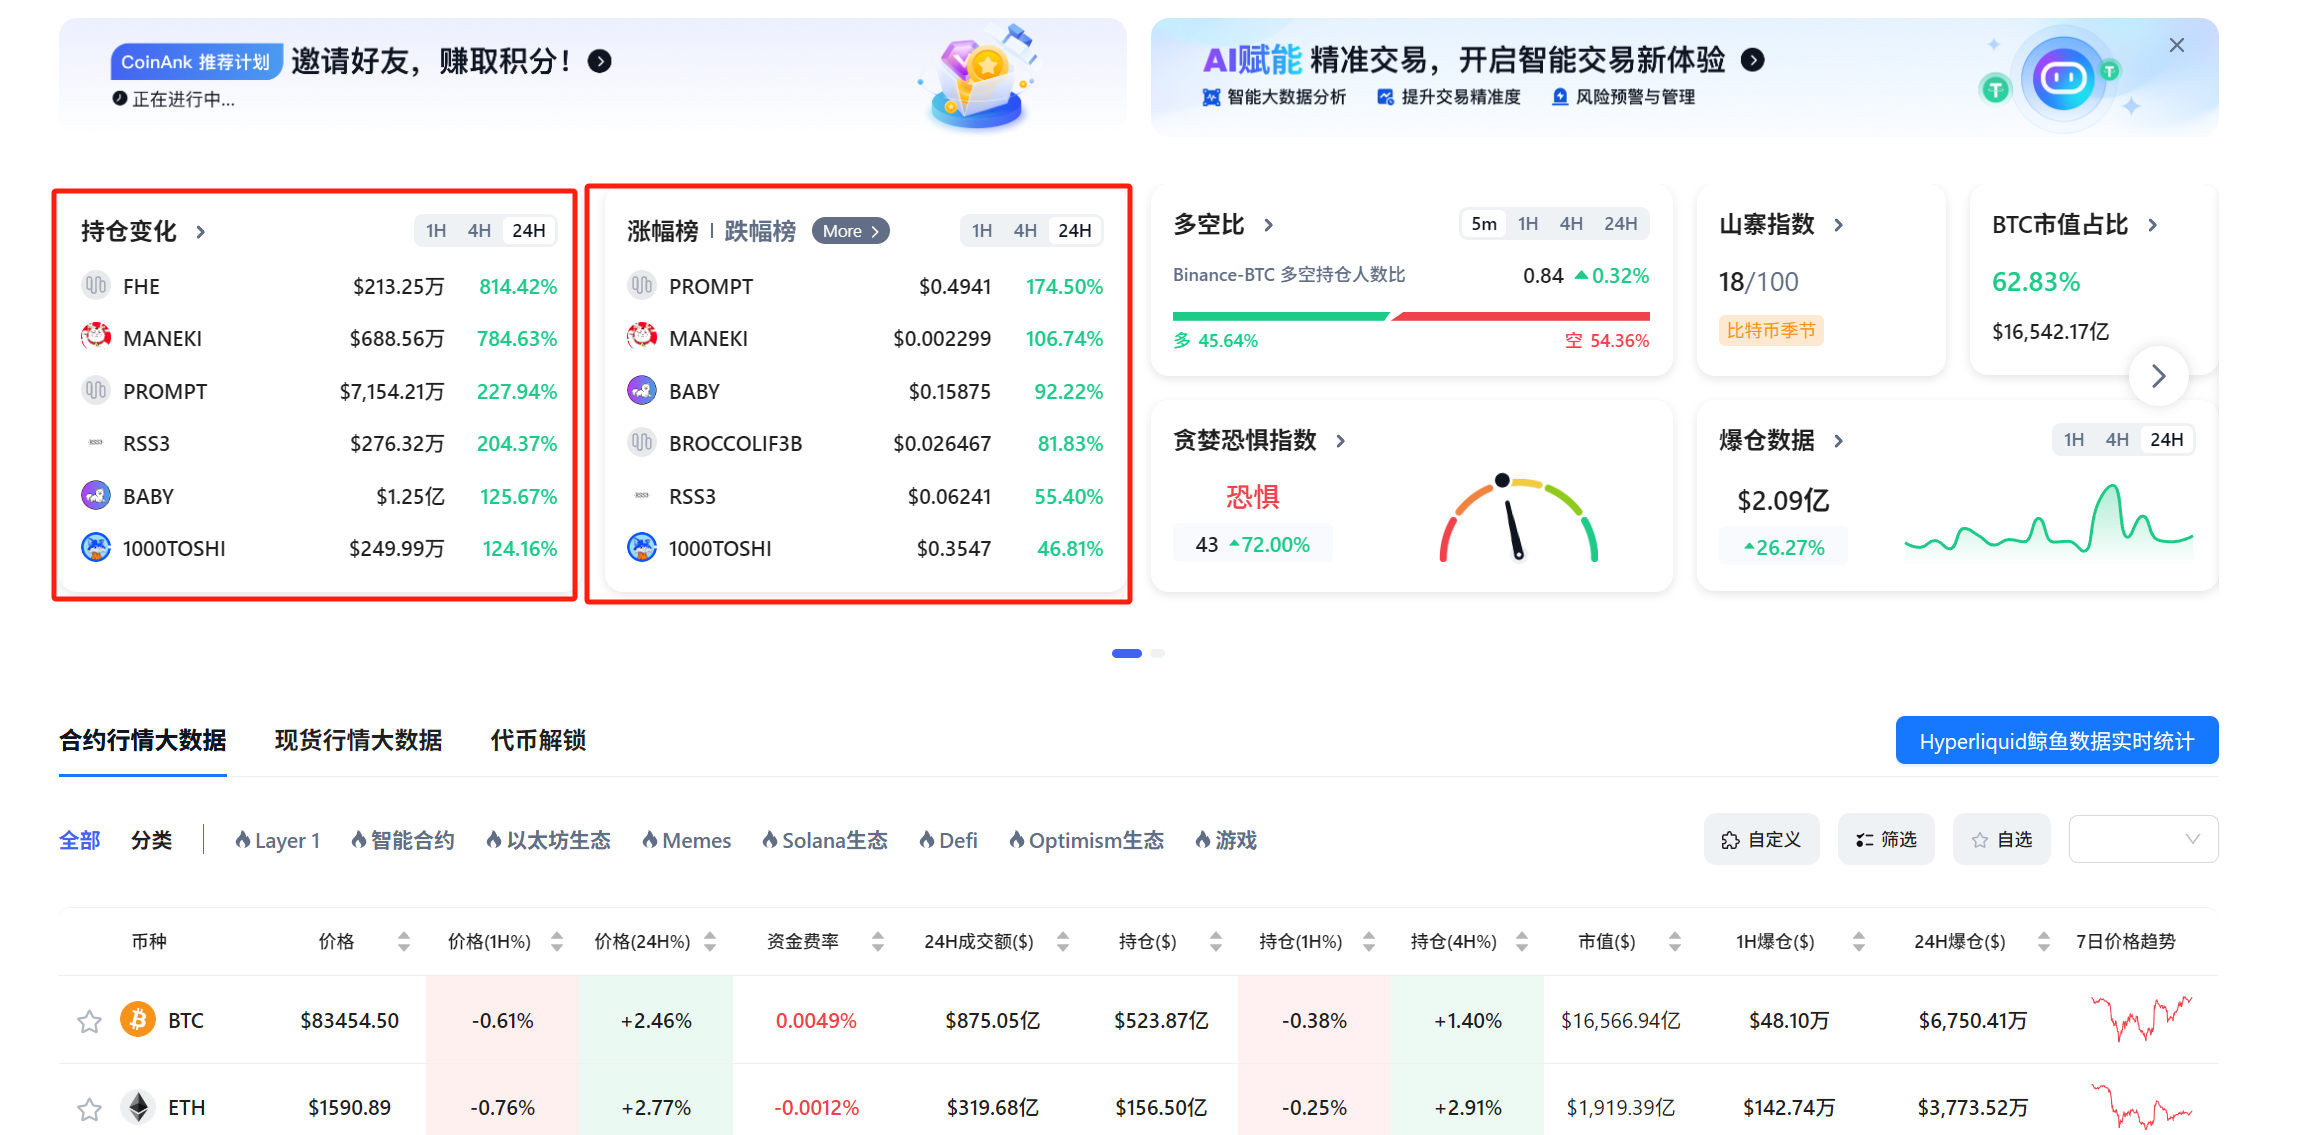 CoinAnk 推荐计划 邀请好友，赚取积分！
正在进行中...
AI赋能 精准交易，开启智能交易新体验
智能大数据分析 提升交易精准度 风险预警与管理
持仓变化 1H 4H 24H
FHE $213.25万 814.42%
MANEKI $688.56万 784.63%
PROMPT $7,154.21万 227.94%
RSS3 $276.32万 204.37%
BABY $1.25亿 125.67%
1000TOSHI $249.99万 124.16%
涨幅榜 | 跌幅榜 More 1H 4H 24H
PROMPT $0.4941 174.50%
MANEKI $0.002299 106.74%
BABY $0.15875 92.22%
BROCCOLIF3B $0.026467 81.83%
RSS3 $0.06241 55.40%
1000TOSHI $0.3547 46.81%
多空比 5m 1H 4H 24H
Binance-BTC 多空持仓人数比 0.84 0.32%
多 45.64% 空 54.36%
山寨指数
18/100
比特币季节
BTC市值占比
62.83%
$16,542.17亿
贪婪恐惧指数
恐惧
43 72.00%
爆仓数据 1H 4H 24H
$2.09亿
26.27%
合约行情大数据 现货行情大数据 代币解锁 Hyperliquid鲸鱼数据实时统计
全部 分类 Layer 1 智能合约 以太坊生态 Memes Solana生态 Defi Optimism生态 游戏 自定义 筛选 自选
币种 价格 价格(1H%) 价格(24H%) 资金费率 24H成交额($) 持仓($) 持仓(1H%) 持仓(4H%) 市值($) 1H爆仓($) 24H爆仓($) 7日价格趋势
BTC $83454.50 -0.61% +2.46% 0.0049% $875.05亿 $523.87亿 -0.38% +1.40% $16,566.94亿 $48.10万 $6,750.41万
ETH $1590.89 -0.76% +2.77% -0.0012% $319.68亿 $156.50亿 -0.25% +2.91% $1,919.39亿 $142.74万 $3,773.52万